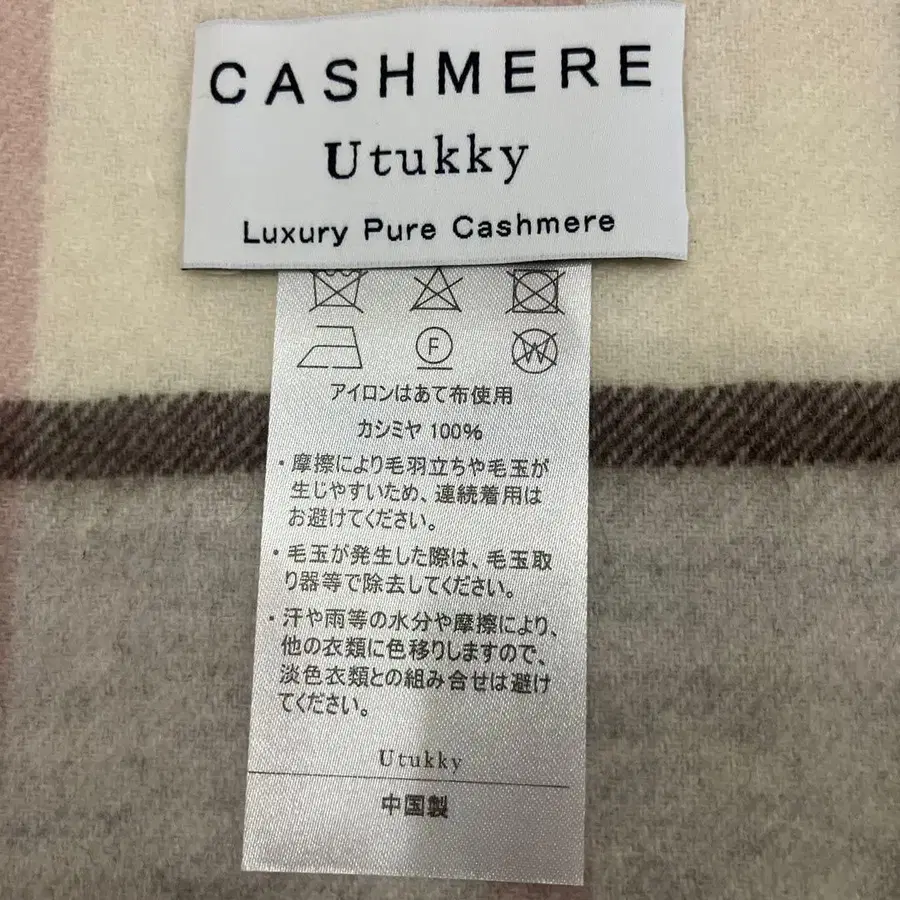 CASHMERE
Utukky
Luxury Pure Cashmere
F
W
アイロンはあて布使用
カシミヤ 100%
・摩擦により毛羽立ちや毛玉が
生じやすいため、連続着用は
お避けてください。
・毛玉が発生した際は、毛玉取
り器等で除去してください。
・汗や雨等の水分や摩擦により、
他の衣類に色移りしますので、
淡色衣類との組み合せは避け
てください。
Utukky
中国製